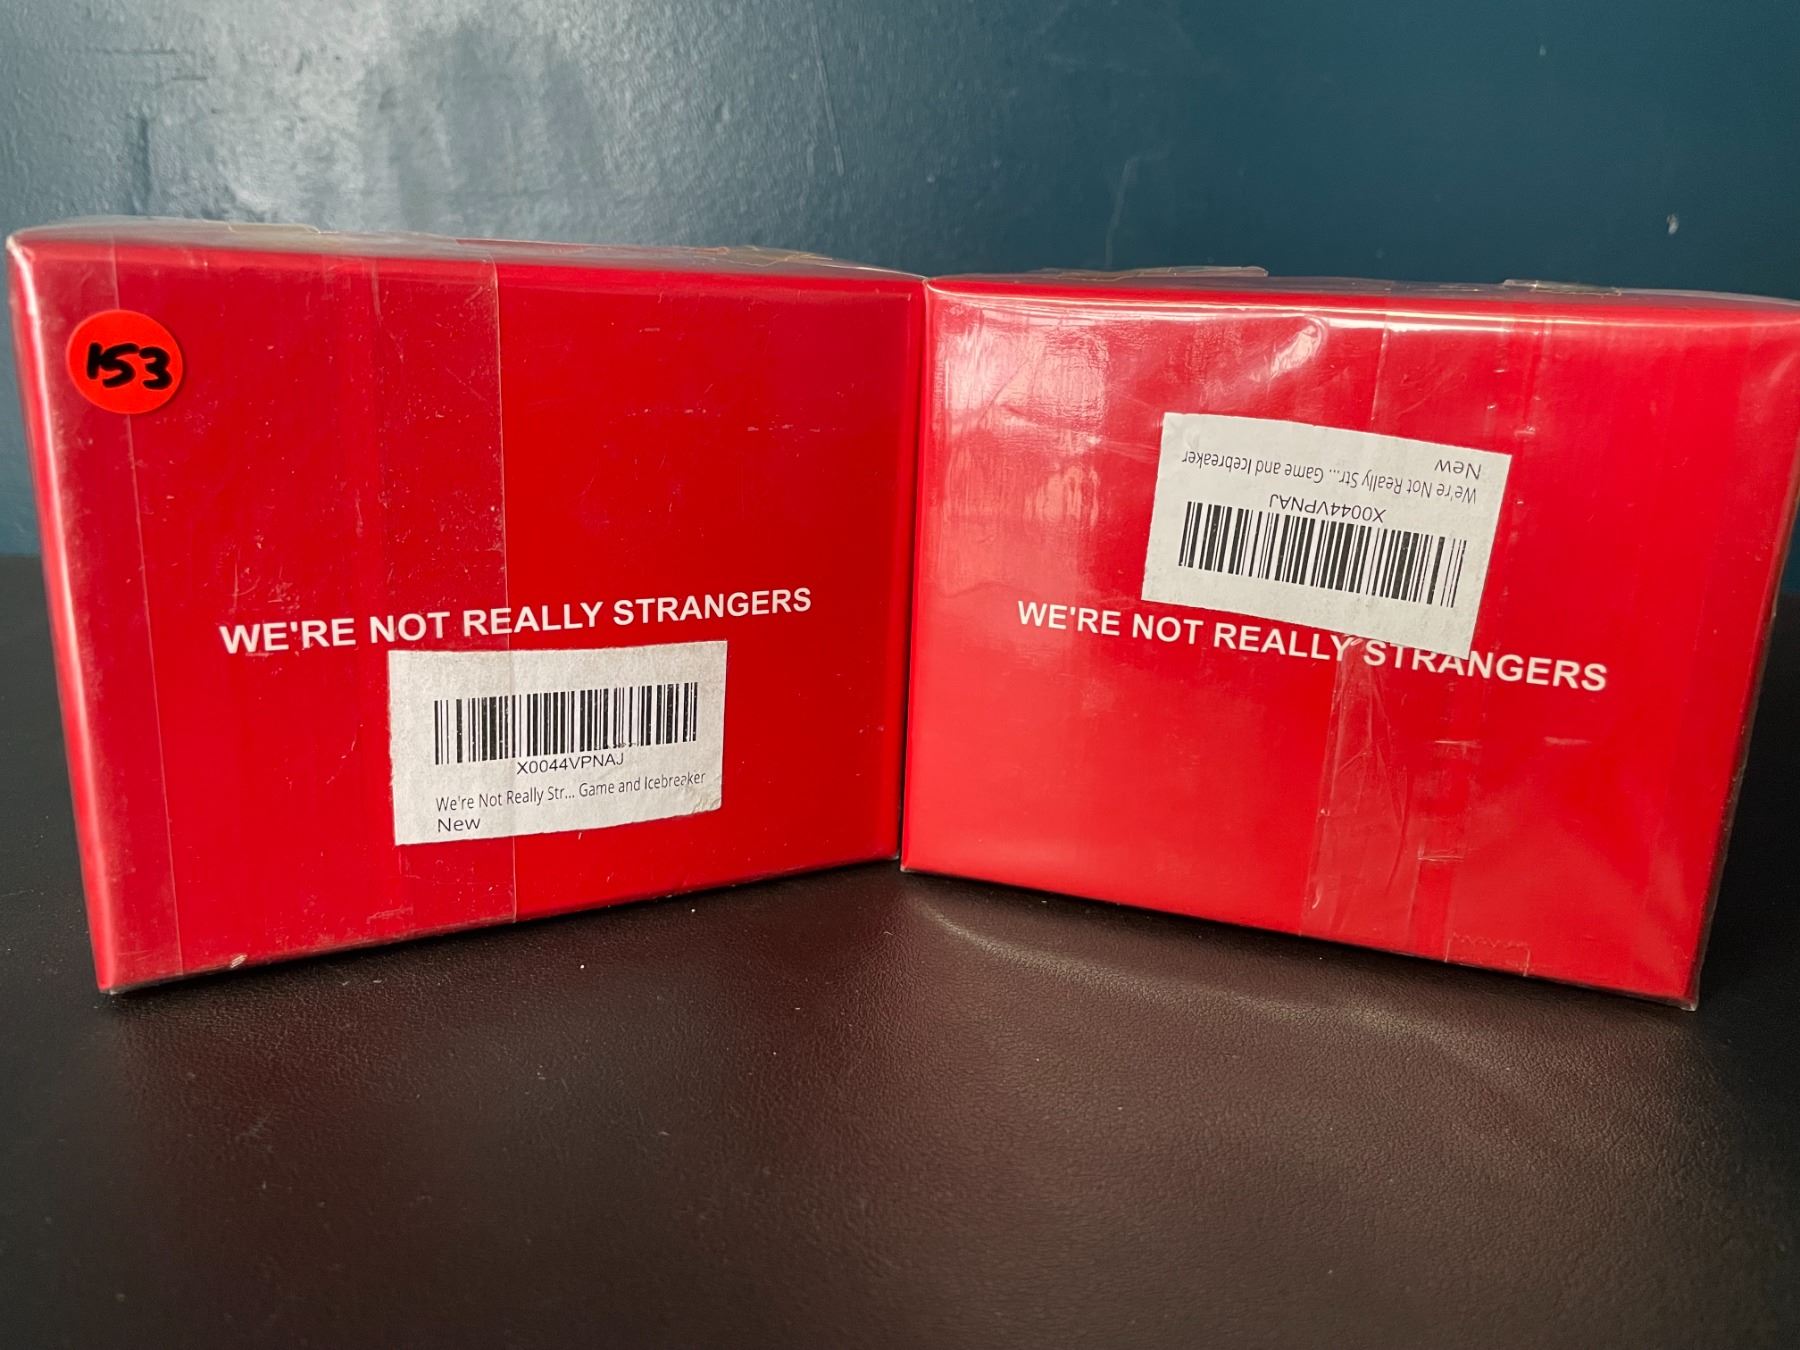 153
WE'RE NOT REALLY STRANGERS
X0044VPNAJ
We're Not Really Str... Game and Icebreaker
New
WE'RE NOT REALLY STRANGERS
X0044VPNAJ
We're Not Really Str... Game and Icebreaker
New